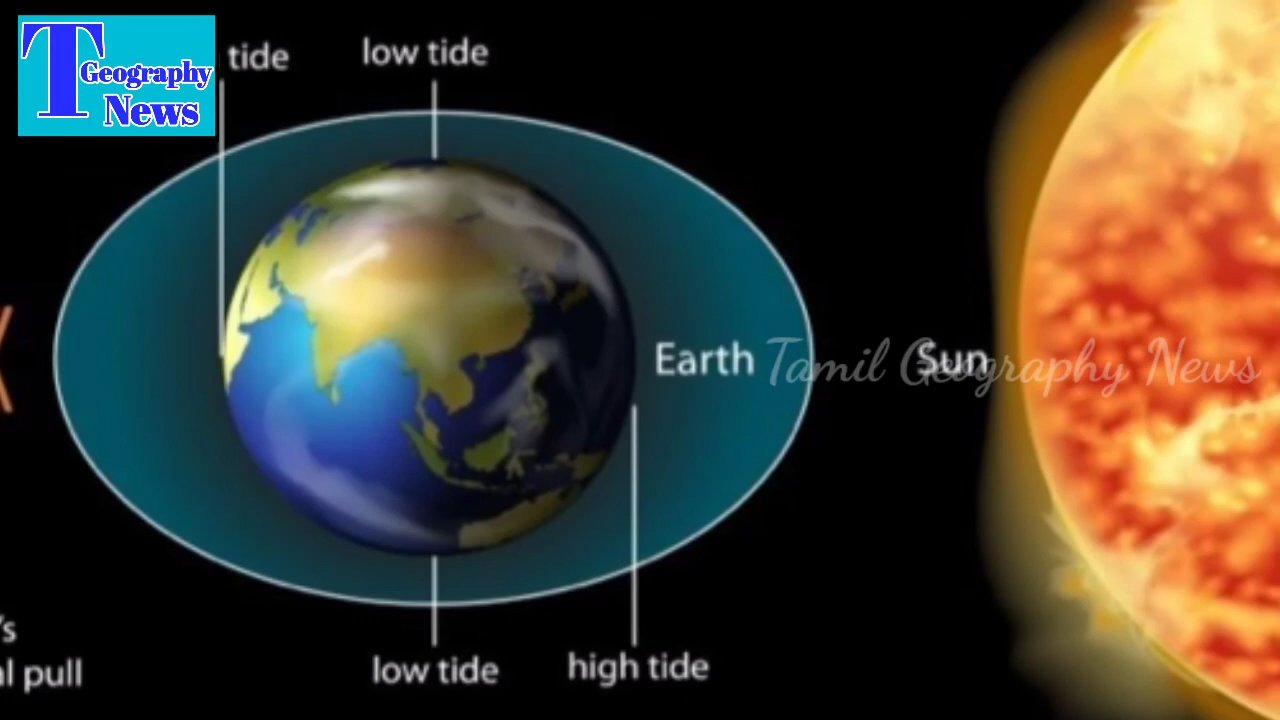 T
Geography
News
tide
low tide
Earth
Sun
Tamil Geography News
's
al pull
low tide
high tide